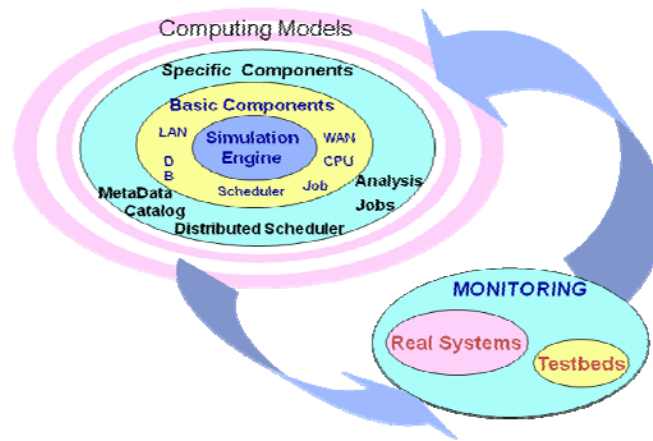 Computing Models
Specific Components
Basic Components
LAN
WAN
Simulation
Engine
D
B
CPU
Scheduler
Job
Analysis
Jobs
MetaData
Catalog
Distributed Scheduler
MONITORING
Real Systems
Testbeds